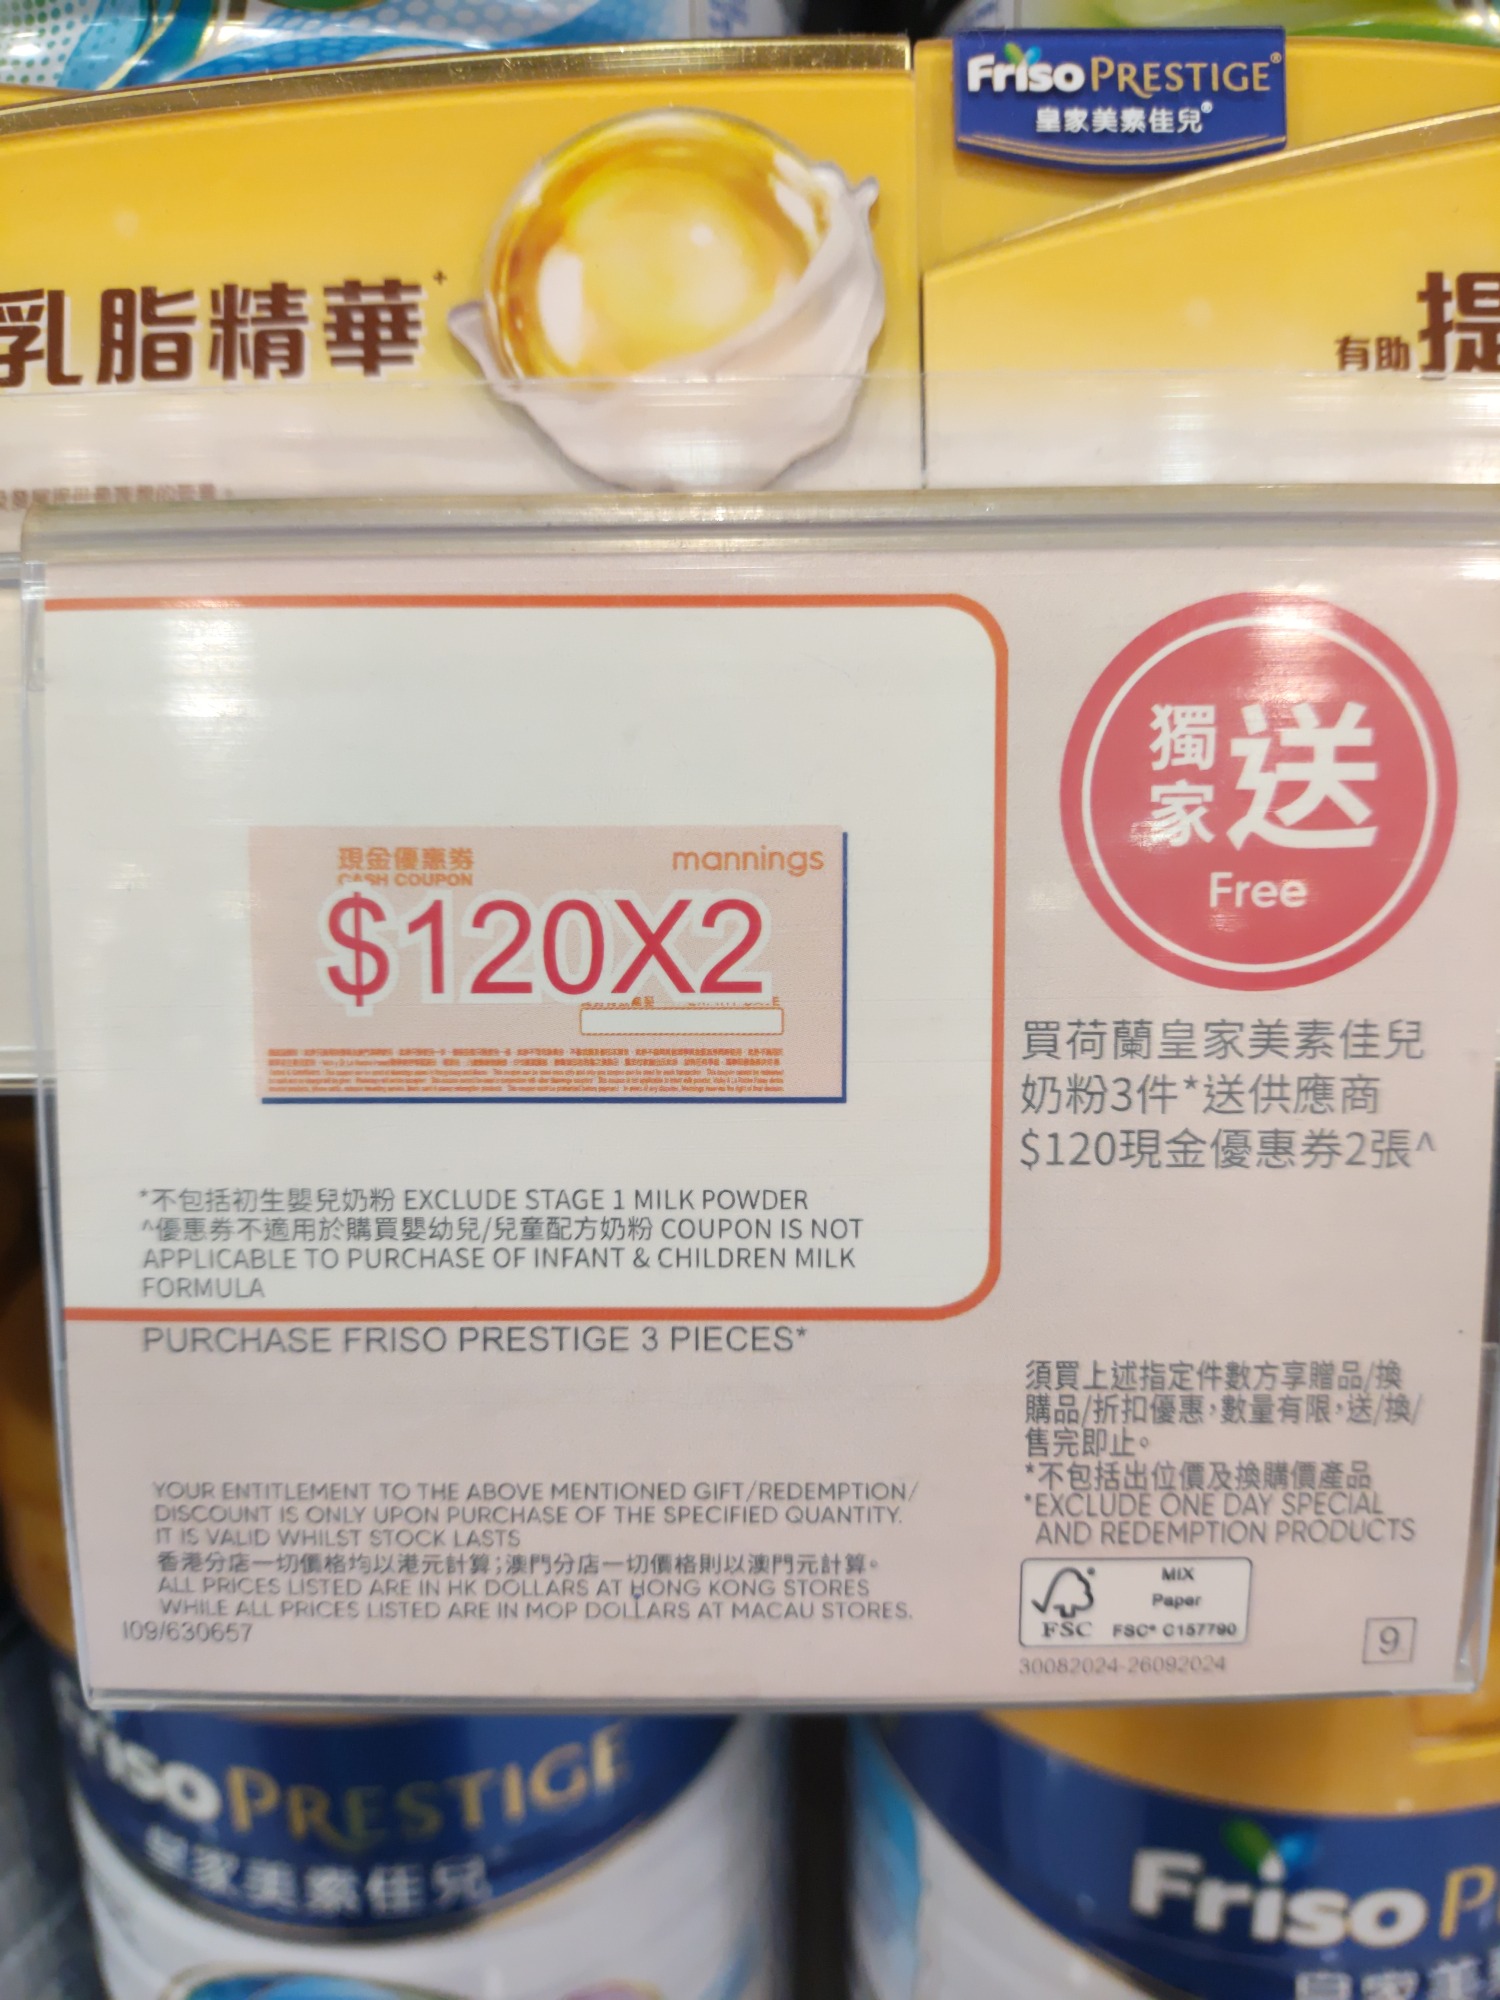 Friso PRESTIGE®
皇家美素佳兒®
乳脂精華+
有助提
獨家送
Free
現金優惠券
mannings
CASH COUPON
$120X2
買荷蘭皇家美素佳兒
奶粉3件*送供應商
$120現金優惠券2張^
*不包括初生嬰兒奶粉 EXCLUDE STAGE 1 MILK POWDER
^優惠券不適用於購買嬰幼兒/兒童配方奶粉 COUPON IS NOT
APPLICABLE TO PURCHASE OF INFANT & CHILDREN MILK
FORMULA
PURCHASE FRISO PRESTIGE 3 PIECES*
須買上述指定件數方享贈品/換
購品/折扣優惠，數量有限，送/換/
售完即止。
*不包括出位價及換購價產品
*EXCLUDE ONE DAY SPECIAL
AND REDEMPTION PRODUCTS
YOUR ENTITLEMENT TO THE ABOVE MENTIONED GIFT/REDEMPTION/
DISCOUNT IS ONLY UPON PURCHASE OF THE SPECIFIED QUANTITY.
IT IS VALID WHILST STOCK LASTS
香港分店一切價格均以港元計算；澳門分店一切價格則以澳門元計算。
ALL PRICES LISTED ARE IN HK DOLLARS AT HONG KONG STORES
WHILE ALL PRICES LISTED ARE IN MOP DOLLARS AT MACAU STORES.
I09/630657
FSC
MIX
Paper
FSC® C157790
30082024-26092024
9
Friso PRESTIGE
皇家美素佳兒
Friso P
皇家美